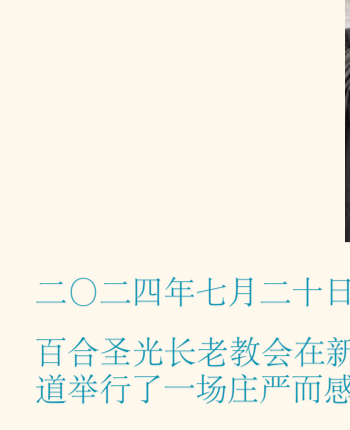 二〇二四年七月二十日
百合圣光长老教会在新
道举行了一场庄严而感